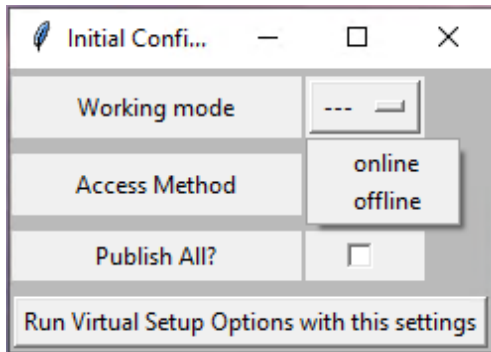 Initial Confi...
Working mode
---
online
Access Method
offline
Publish All?
Run Virtual Setup Options with this settings